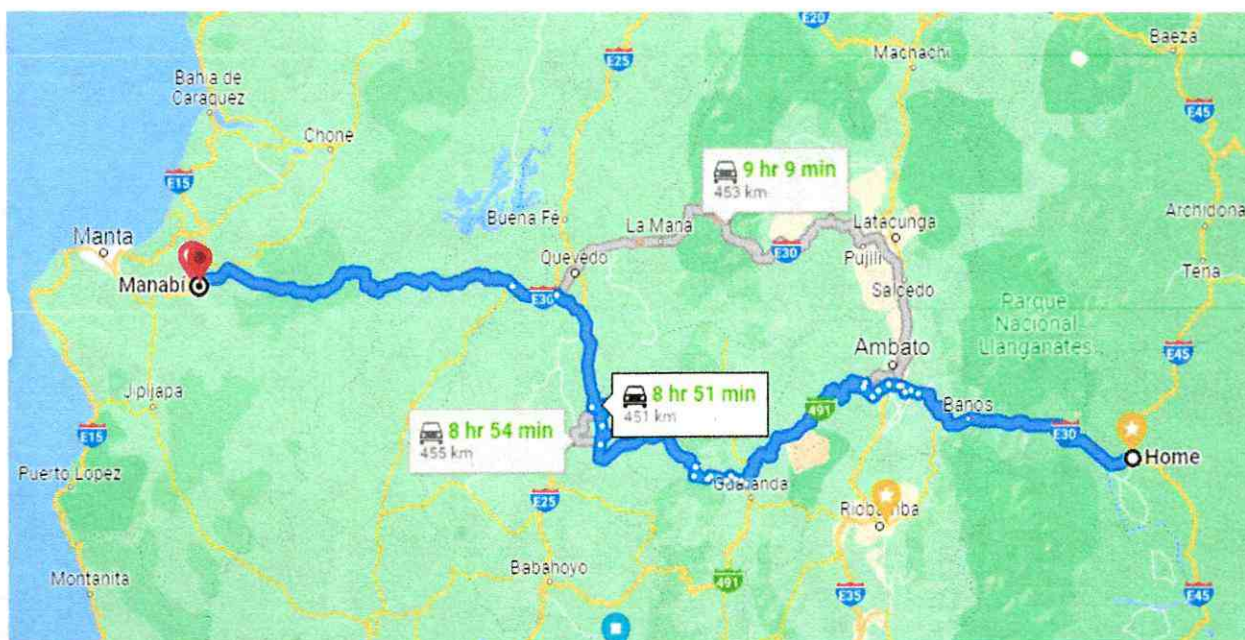 E20
Machachi
Baeza
E25
Bahia de
Caraquez
E45
Chone
9 hr 9 min
453 km
E15
Buena Fé
La Mana
Latacunga
Archidona
Manta
E30
Pujili
Quevedo
Tena
Manabí
Salcedo
E30
Parque
Nacional
Llanganates
Ambato
E45
8 hr 51 min
451 km
Jipijapa
491
Banos
8 hr 54 min
455 km
E30
E15
Home
Puerto Lopez
Guaranda
E25
Riobamba
Babahoyo
Montanita
491
E35
E45